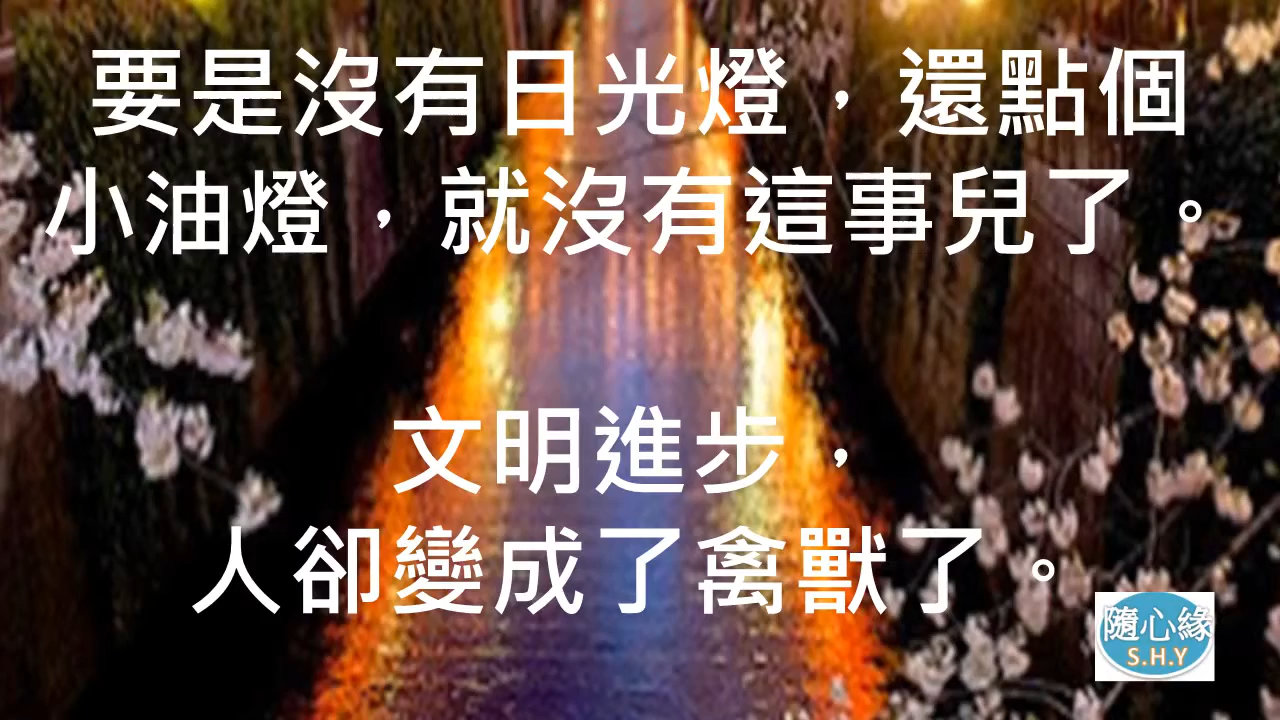 要是沒有日光燈，還點個
小油燈，就沒有這事兒了。
文明進步，
人卻變成了禽獸了。
隨心緣
S.H.Y